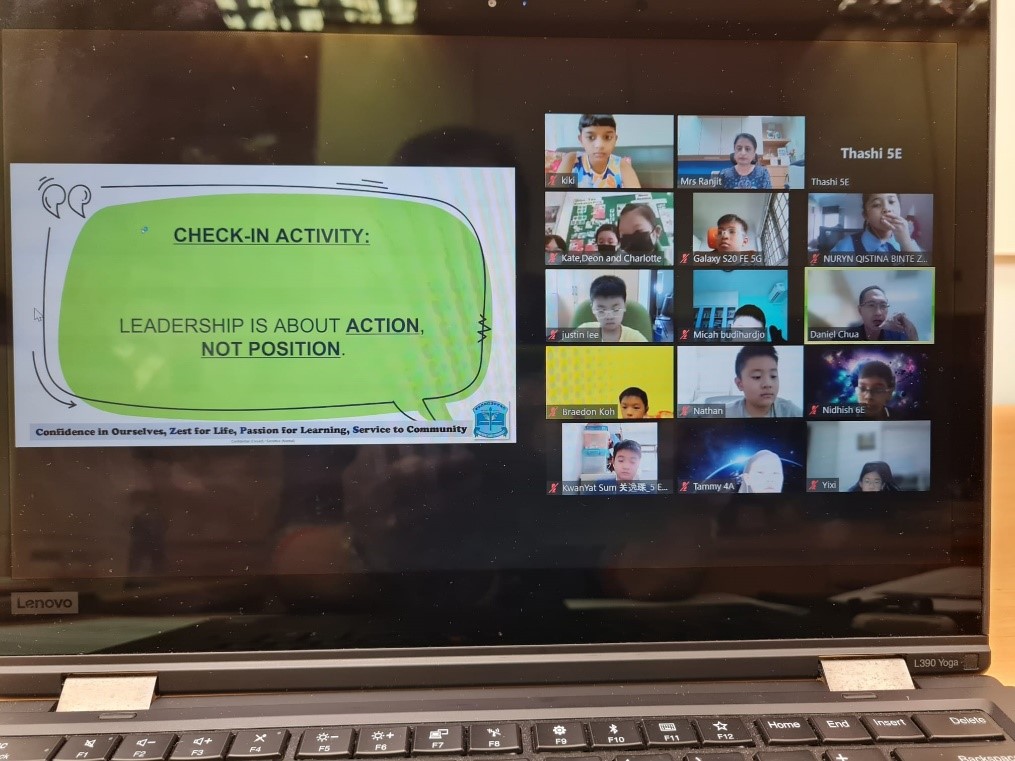 CHECK-IN ACTIVITY:
LEADERSHIP IS ABOUT ACTION,
NOT POSITION.
Confidence in Ourselves, Zest for Life, Passion for Learning, Service to Community
kiki
Mrs Ranjit
Thashi 5E
Thashi 5E
Kate,Deon and Charlotte
Galaxy S20 FE 5G
NURYN QISTINA BINTE Z...
justin lee
Micah budihardjo
Daniel Chua
Braedon Koh
Nathan
Nidhish 6E
KwanYat Sum 关逸琛_5 E...
Tammy 4A
Yixi
Lenovo
L390 Yoga
F1
F2
F3
F4
F5
F6
F7
F8
F9
F10
F11
F12
Home
End
Insert
Delete
Backspac